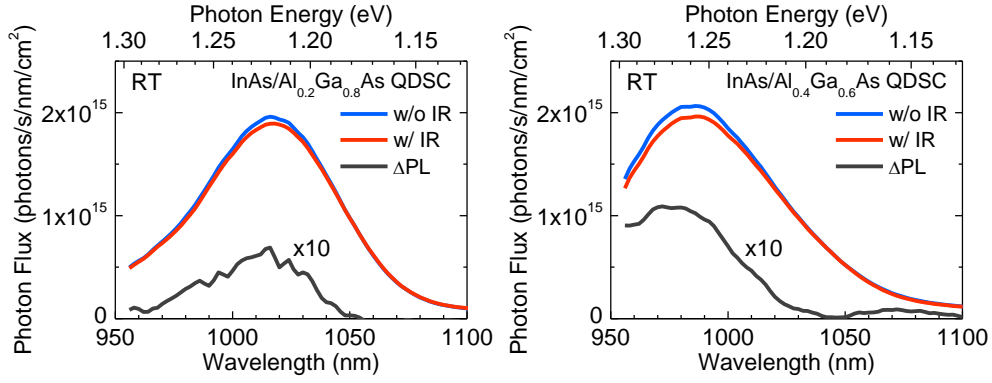 Photon Energy (eV)
1.30 1.25 1.20 1.15
RT InAs/Al0.2Ga0.8As QDSC
w/o IR
w/ IR
ΔPL
x10
2x10^15
1x10^15
0
Photon Flux (photons/s/nm/cm^2)
950 1000 1050 1100
Wavelength (nm)
Photon Energy (eV)
1.30 1.25 1.20 1.15
RT InAs/Al0.4Ga0.6As QDSC
w/o IR
w/ IR
ΔPL
x10
2x10^15
1x10^15
0
Photon Flux (photons/s/nm/cm^2)
950 1000 1050 1100
Wavelength (nm)